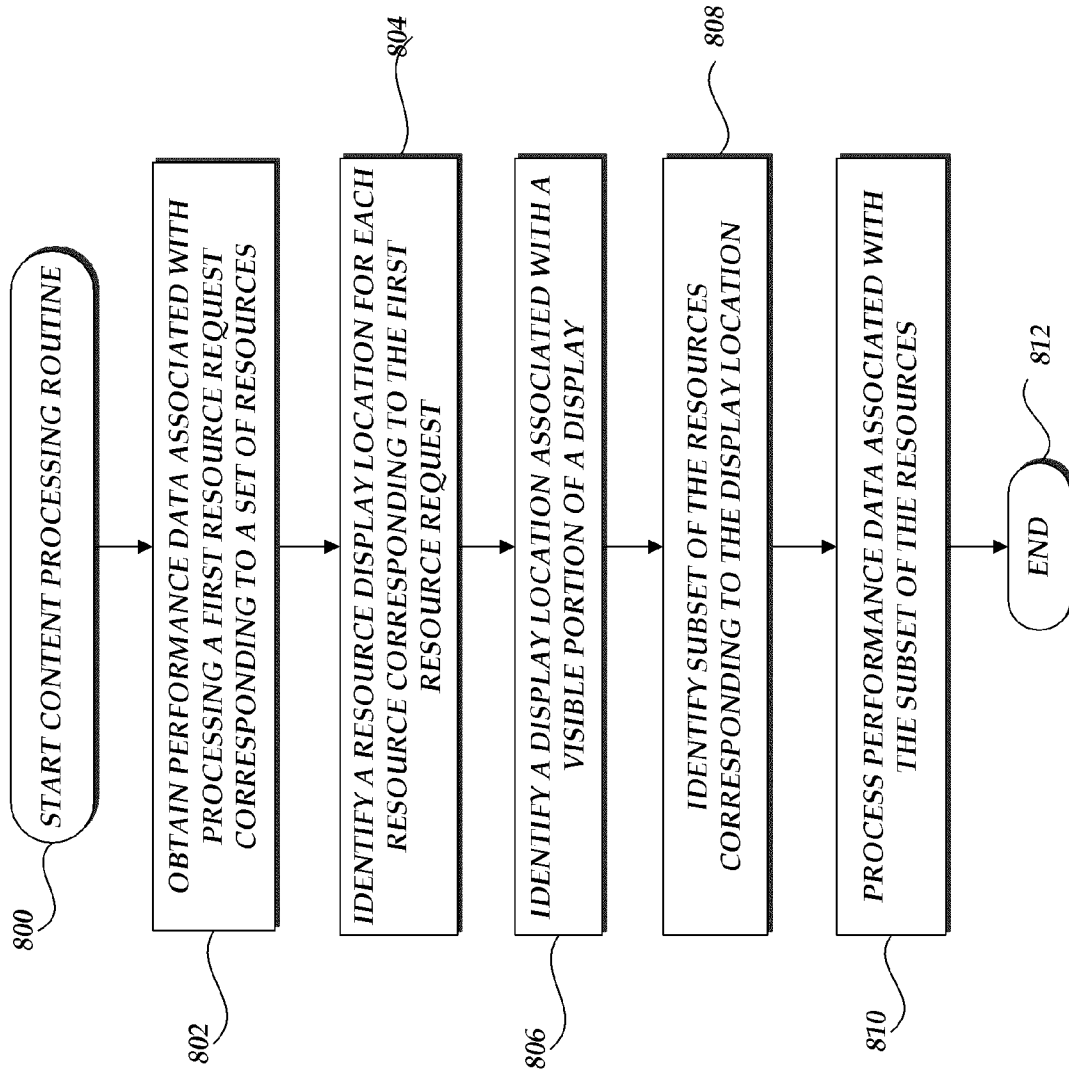 800
START CONTENT PROCESSING ROUTINE
802
OBTAIN PERFORMANCE DATA ASSOCIATED WITH
PROCESSING A FIRST RESOURCE REQUEST
CORRESPONDING TO A SET OF RESOURCES
804
IDENTIFY A RESOURCE DISPLAY LOCATION FOR EACH
RESOURCE CORRESPONDING TO THE FIRST
RESOURCE REQUEST
806
IDENTIFY A DISPLAY LOCATION ASSOCIATED WITH A
VISIBLE PORTION OF A DISPLAY
808
IDENTIFY SUBSET OF THE RESOURCES
CORRESPONDING TO THE DISPLAY LOCATION
810
PROCESS PERFORMANCE DATA ASSOCIATED WITH
THE SUBSET OF THE RESOURCES
812
END